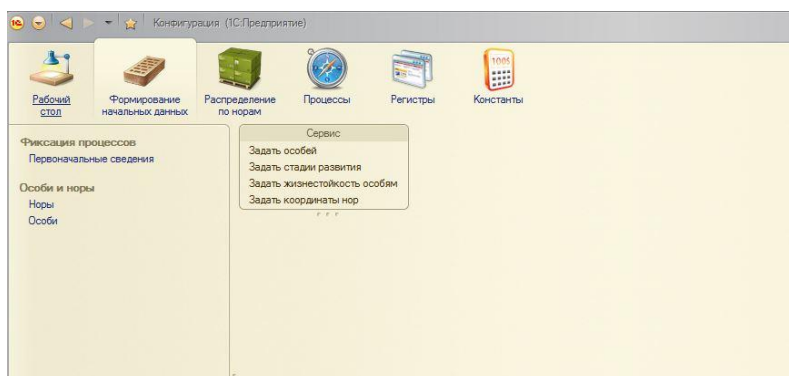 Конфигурация (1С:Предприятие)
Рабочий стол
Формирование начальных данных
Распределение по норам
Процессы
Регистры
Константы
Фиксация процессов
Первоначальные сведения
Особи и норы
Норы
Особи
Сервис
Задать особей
Задать стадии развития
Задать жизнестойкость особям
Задать координаты нор